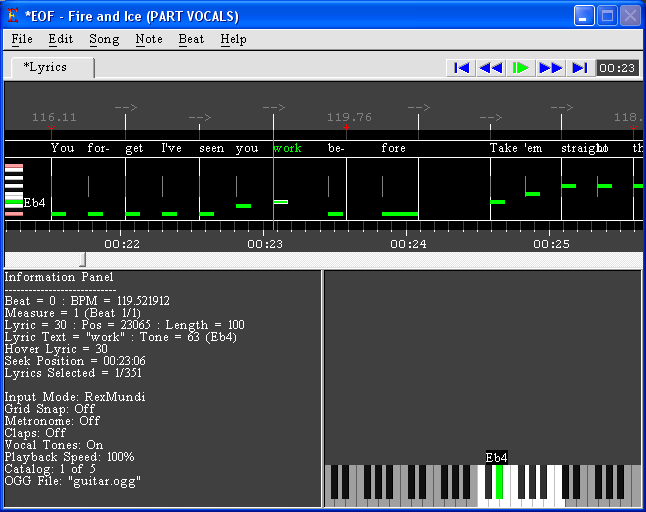 *EOF - Fire and Ice (PART VOCALS)
File Edit Song Note Beat Help
*Lyrics
00:23
--> --> --> --> --> -->
116.11 119.76 118.
You for- get I've seen you work be- fore Take 'em straight to th
Eb4
00:22 00:23 00:24 00:25
Information Panel
----------------------------
Beat = 0 : BPM = 119.521912
Measure = 1 (Beat 1/1)
Lyric = 30 : Pos = 23065 : Length = 100
Lyric Text = "work" : Tone = 63 (Eb4)
Hover Lyric = 30
Seek Position = 00:23:06
Lyrics Selected = 1/351
Input Mode: RexMundi
Grid Snap: Off
Metronome: Off
Claps: Off
Vocal Tones: On
Playback Speed: 100%
Catalog: 1 of 5
OGG File: "guitar.ogg"
Eb4